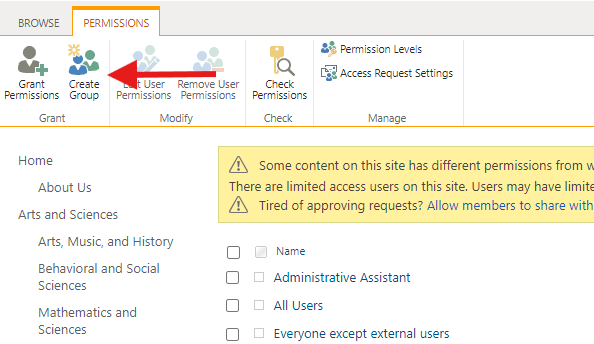 BROWSE PERMISSIONS
Grant Permissions
Create Group
User Permissions
Remove User Permissions
Check Permissions
Permission Levels
Access Request Settings
Grant
Modify
Check
Manage
Home
About Us
Arts and Sciences
Arts, Music, and History
Behavioral and Social
Sciences
Mathematics and
Sciences
Some content on this site has different permissions from w
There are limited access users on this site. Users may have limite
Tired of approving requests? Allow members to share with
Name
Administrative Assistant
All Users
Everyone except external users